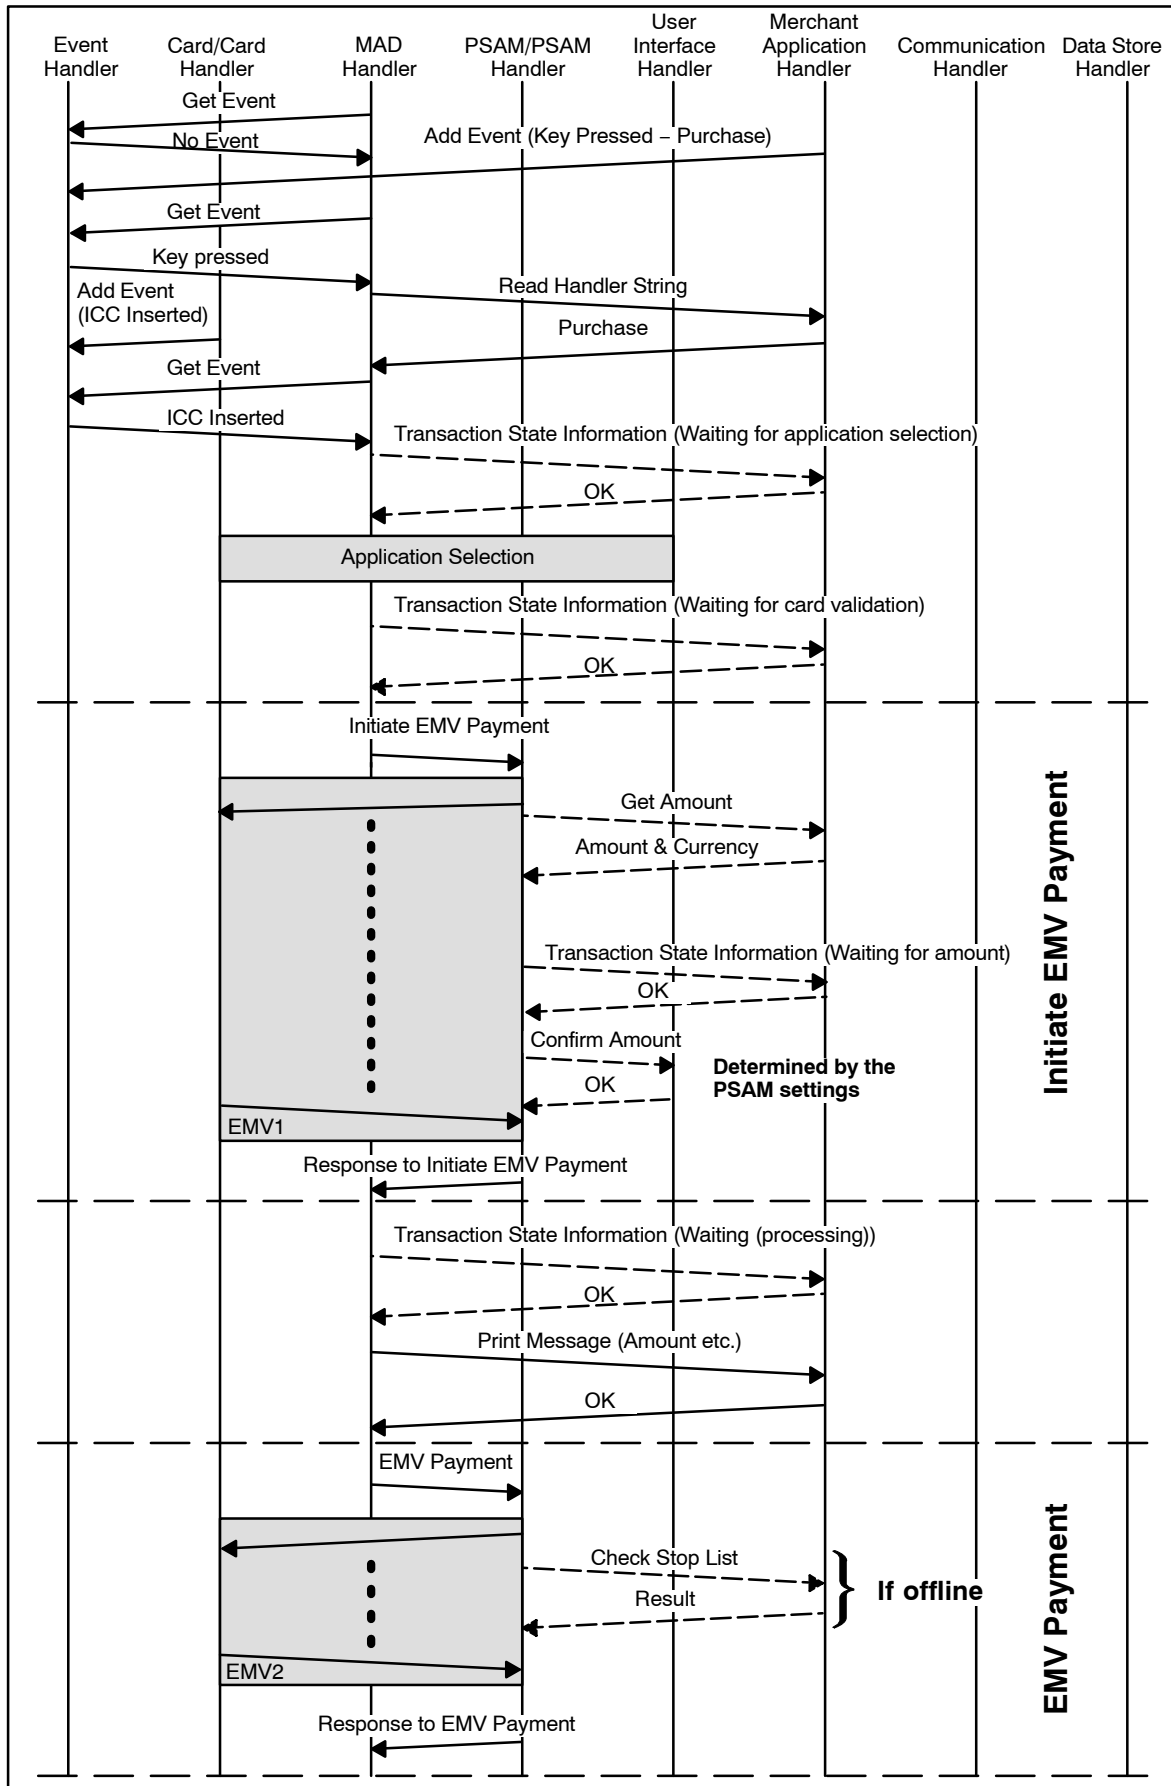 Event
Handler
Card/Card
Handler
MAD
Handler
PSAM/PSAM
Handler
User
Interface
Handler
Merchant
Application
Handler
Communication
Handler
Data Store
Handler
Get Event
No Event
Add Event (Key Pressed – Purchase)
Get Event
Key pressed
Add Event
(ICC Inserted)
Read Handler String
Purchase
Get Event
ICC Inserted
Transaction State Information (Waiting for application selection)
OK
Application Selection
Transaction State Information (Waiting for card validation)
OK
Initiate EMV Payment
Get Amount
Amount & Currency
Transaction State Information (Waiting for amount)
OK
Confirm Amount
Determined by the
PSAM settings
OK
EMV1
Initiate EMV Payment
Response to Initiate EMV Payment
Transaction State Information (Waiting (processing))
OK
Print Message (Amount etc.)
OK
EMV Payment
Check Stop List
If offline
Result
EMV2
EMV Payment
Response to EMV Payment